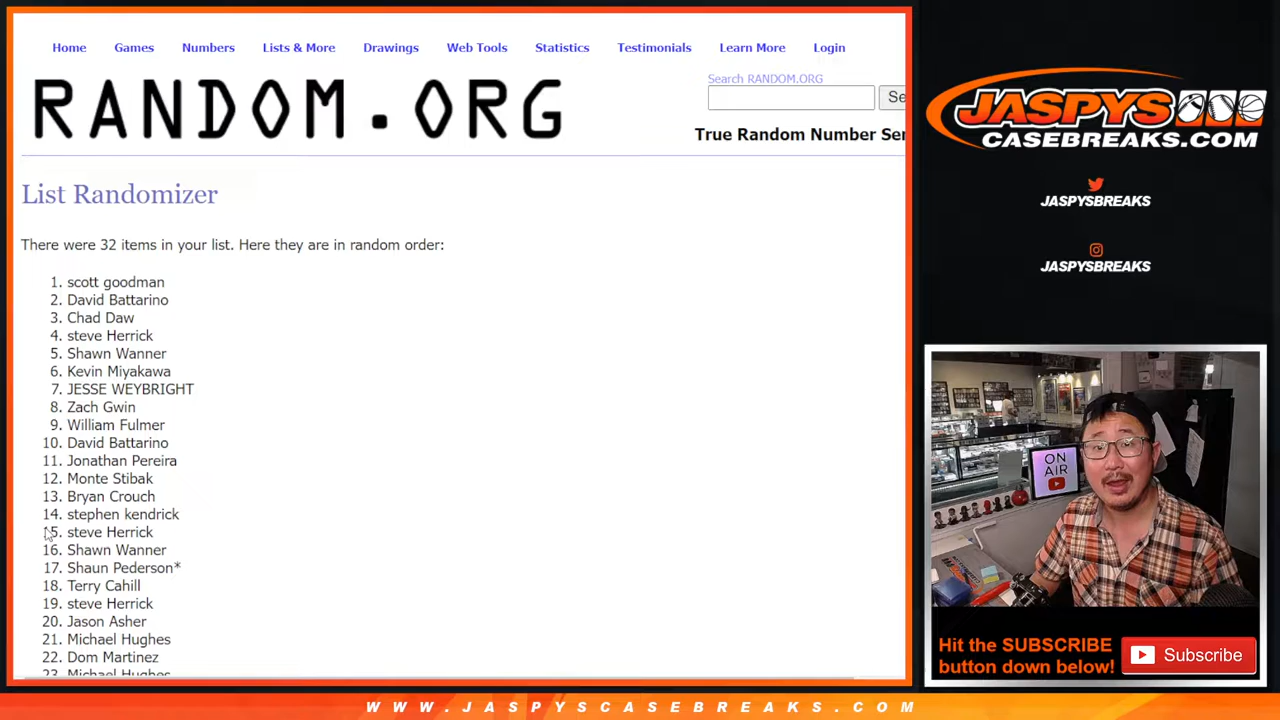 Home Games Numbers Lists & More Drawings Web Tools Statistics Testimonials Learn More Login
Search RANDOM.ORG
RANDOM.ORG
Se
True Random Number Ser
List Randomizer
There were 32 items in your list. Here they are in random order:
1. scott goodman
2. David Battarino
3. Chad Daw
4. steve Herrick
5. Shawn Wanner
6. Kevin Miyakawa
7. JESSE WEYBRIGHT
8. Zach Gwin
9. William Fulmer
10. David Battarino
11. Jonathan Pereira
12. Monte Stibak
13. Bryan Crouch
14. stephen kendrick
15. steve Herrick
16. Shawn Wanner
17. Shaun Pederson*
18. Terry Cahill
19. steve Herrick
20. Jason Asher
21. Michael Hughes
22. Dom Martinez
23. Michael Hughes
JASPYS
CASEBREAKS.COM
JASPYSBREAKS
JASPYSBREAKS
ON
AIR
Hit the SUBSCRIBE
button down below!
Subscribe
WWW.JASPYSCASEBREAKS.COM